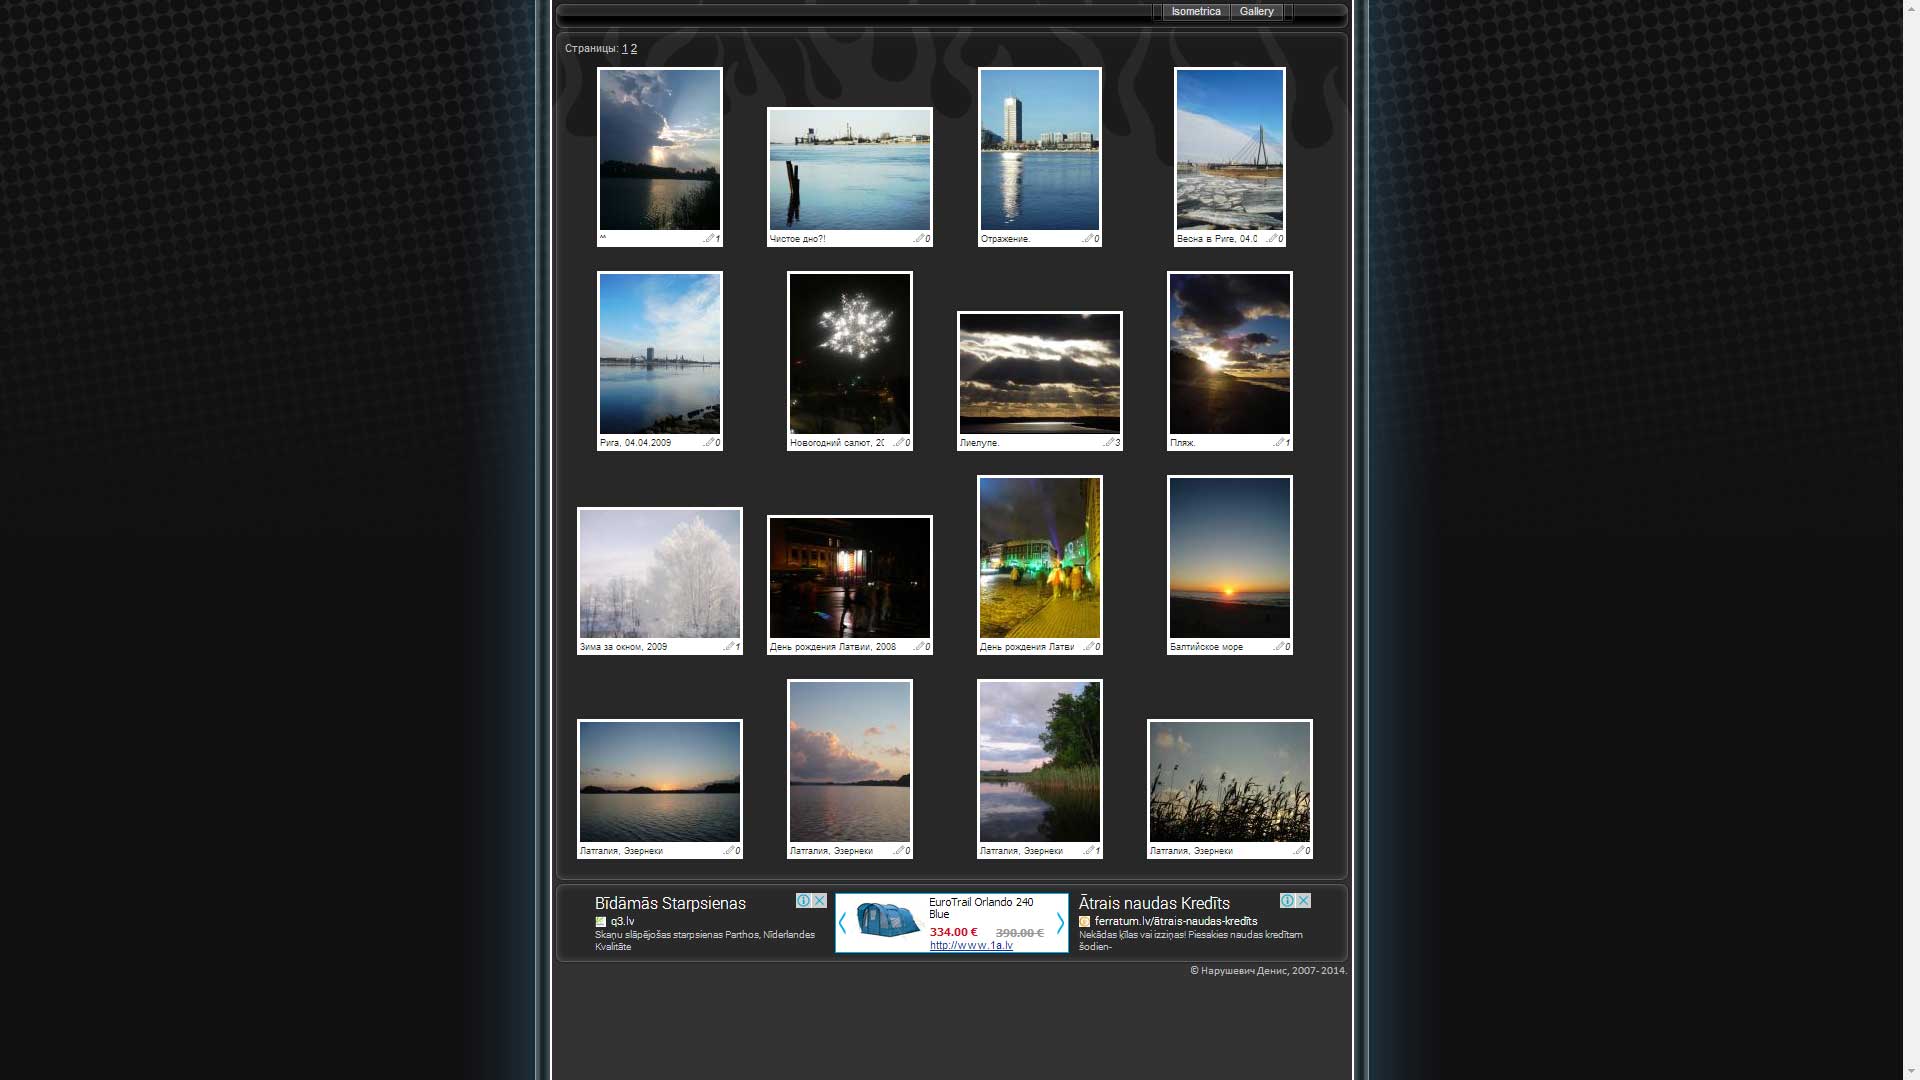 Isometrica Gallery
Страницы: 1 2
^^ 1
Чистое дно?! 0
Отражение. 0
Весна в Риге, 04.0 0
Рига, 04.04.2009 0
Новогодний салют, 20 0
Лиелупе. 3
Пляж. 1
Зима за окном, 2009 1
День рождения Латвии, 2008 0
День рождения Латви 0
Балтийское море 0
Латгалия, Эзернеки 0
Латгалия, Эзернеки 0
Латгалия, Эзернеки 1
Латгалия, Эзернеки 0
Bīdāmās Starpsienas
q3.lv
Skaņu slāpējošas starpsienas Parthos, Nīderlandes
Kvalitāte
EuroTrail Orlando 240
Blue
334.00 € 390.00 €
http://www.1a.lv
Ātrais naudas Kredīts
ferratum.lv/ātrais-naudas-kredīts
Nekādas ķīlas vai izziņas! Piesakies naudas kredītam
šodien-
© Нарушевич Денис, 2007-2014.